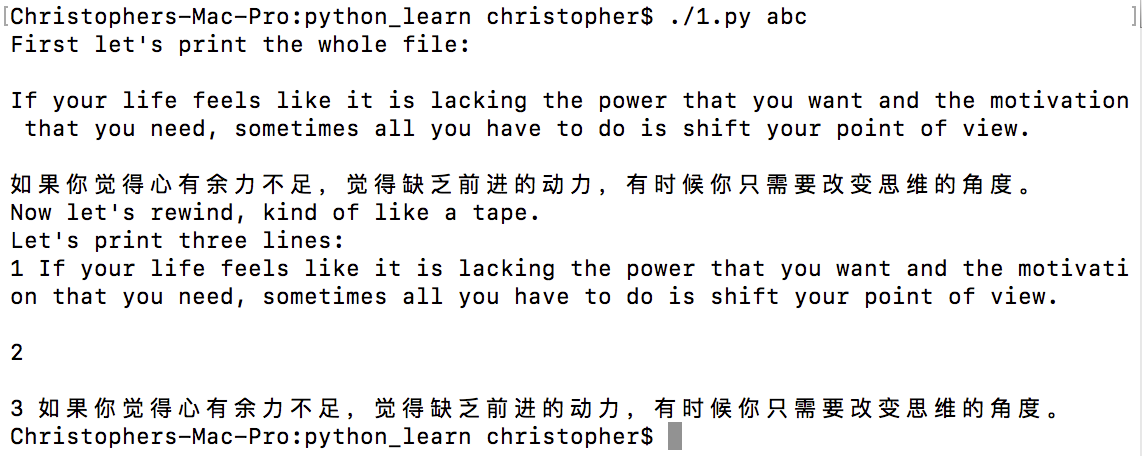 Christophers-Mac-Pro:python_learn christopher$ ./1.py abc
First let's print the whole file:

If your life feels like it is lacking the power that you want and the motivation
 that you need, sometimes all you have to do is shift your point of view.

如果你觉得心有余力不足，觉得缺乏前进的动力，有时候你只需要改变思维的角度。
Now let's rewind, kind of like a tape.
Let's print three lines:
1 If your life feels like it is lacking the power that you want and the motivati
on that you need, sometimes all you have to do is shift your point of view.

2

3 如果你觉得心有余力不足，觉得缺乏前进的动力，有时候你只需要改变思维的角度。
Christophers-Mac-Pro:python_learn christopher$